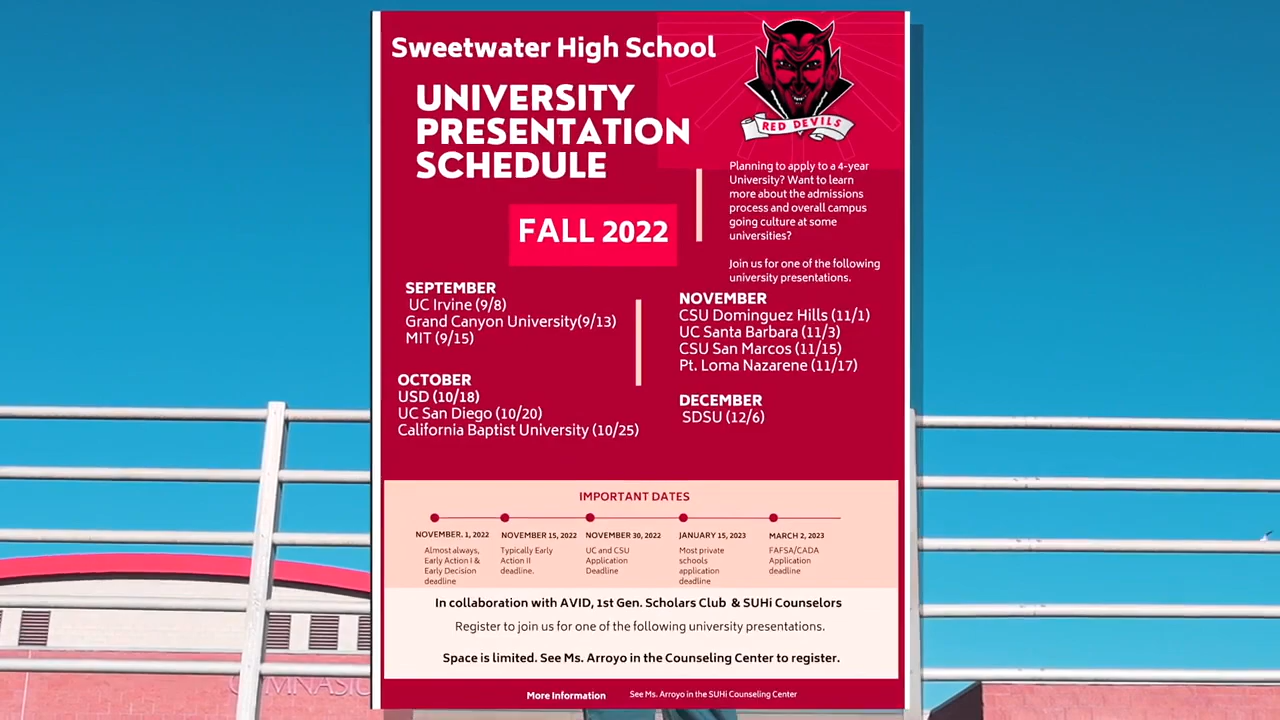 Sweetwater High School
RED DEVILS
UNIVERSITY
PRESENTATION
SCHEDULE
FALL 2022
Planning to apply to a 4-year
University? Want to learn
more about the admissions
process and overall campus
going culture at some
universities?
Join us for one of the following
university presentations.
SEPTEMBER
UC Irvine (9/8)
Grand Canyon University(9/13)
MIT (9/15)
OCTOBER
USD (10/18)
UC San Diego (10/20)
California Baptist University (10/25)
NOVEMBER
CSU Dominguez Hills (11/1)
UC Santa Barbara (11/3)
CSU San Marcos (11/15)
Pt. Loma Nazarene (11/17)
DECEMBER
SDSU (12/6)
IMPORTANT DATES
NOVEMBER. 1, 2022
Almost always,
Early Action I &
Early Decision
deadline
NOVEMBER 15, 2022
Typically Early
Action II
deadline.
NOVEMBER 30, 2022
UC and CSU
Application
Deadline
JANUARY 15, 2023
Most private
schools
application
deadline
MARCH 2, 2023
FAFSA/CADA
Application
deadline
In collaboration with AVID, 1st Gen. Scholars Club & SUHi Counselors
Register to join us for one of the following university presentations.
Space is limited. See Ms. Arroyo in the Counseling Center to register.
More Information See Ms. Arroyo in the SUHi Counseling Center